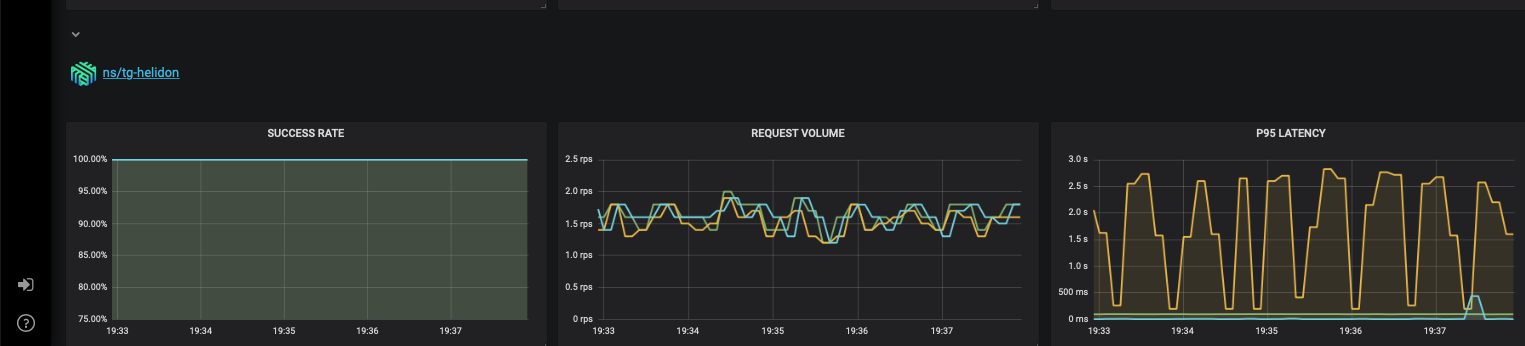 ns/tg-helidon
SUCCESS RATE
100.00%
95.00%
90.00%
85.00%
80.00%
75.00%
19:33 19:34 19:35 19:36 19:37
REQUEST VOLUME
2.5 rps
2.0 rps
1.5 rps
1.0 rps
0.5 rps
0 rps
19:33 19:34 19:35 19:36 19:37
P95 LATENCY
3.0 s
2.5 s
2.0 s
1.5 s
1.0 s
500 ms
0 ms
19:33 19:34 19:35 19:36 19:37